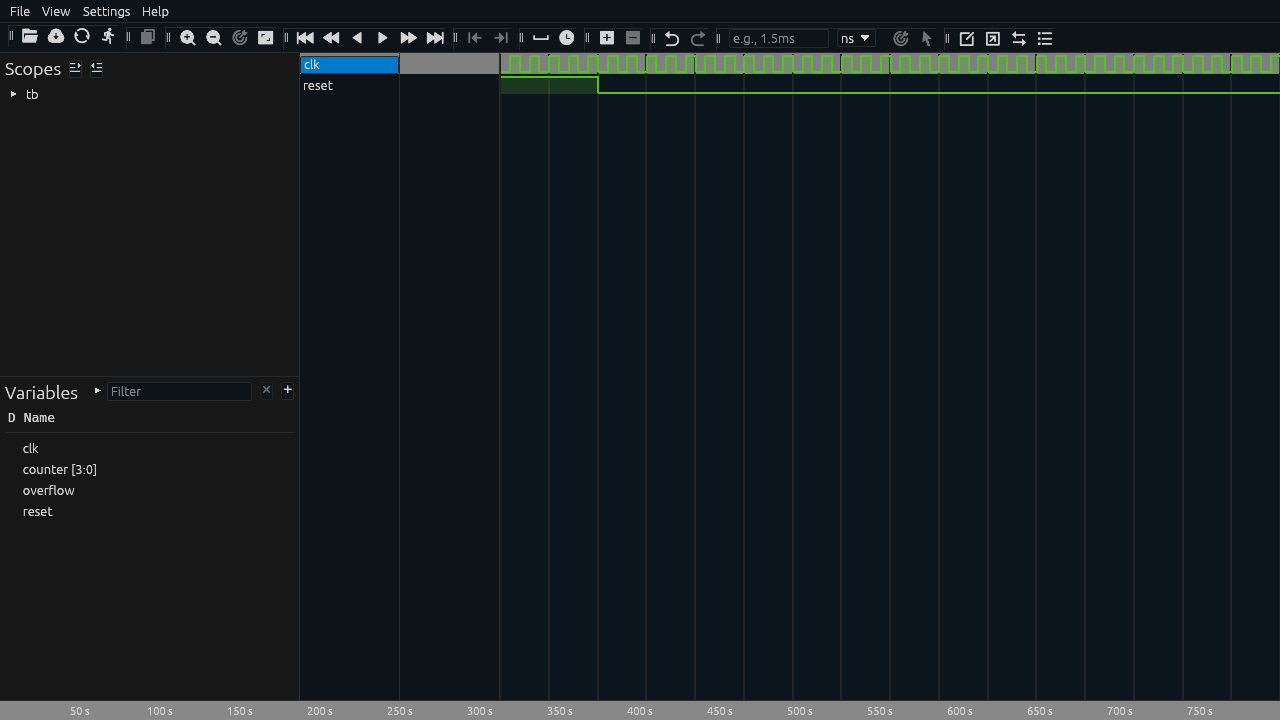 File View Settings Help
e.g., 1.5ms ns
Scopes
tb
clk
reset
Variables Filter
D Name
clk
counter [3:0]
overflow
reset
50 s 100 s 150 s 200 s 250 s 300 s 350 s 400 s 450 s 500 s 550 s 600 s 650 s 700 s 750 s